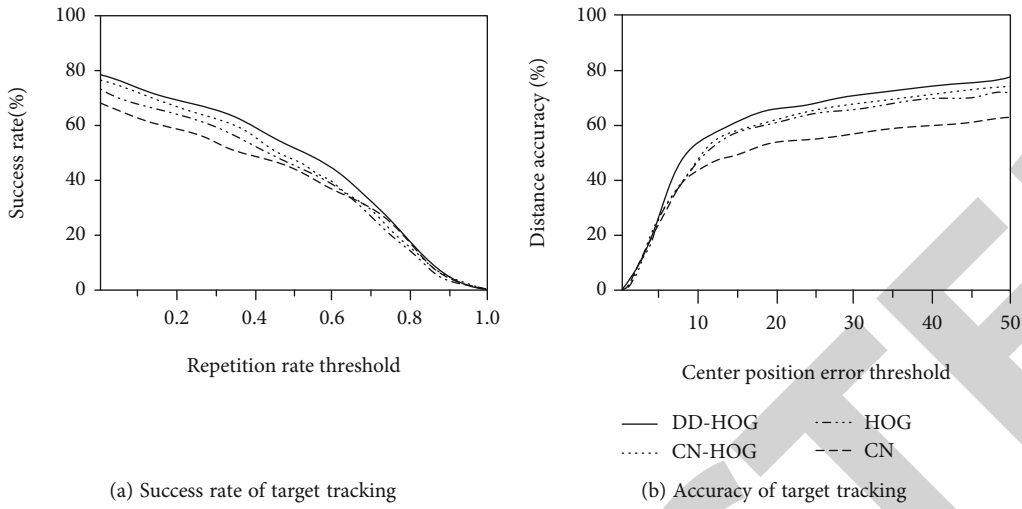 100
80
60
40
20
0
Success rate(%)
0.2 0.4 0.6 0.8 1.0
Repetition rate threshold
(a) Success rate of target tracking
100
80
60
40
20
0
Distance accuracy (%)
10 20 30 40 50
Center position error threshold
DD-HOG HOG
CN-HOG CN
(b) Accuracy of target tracking